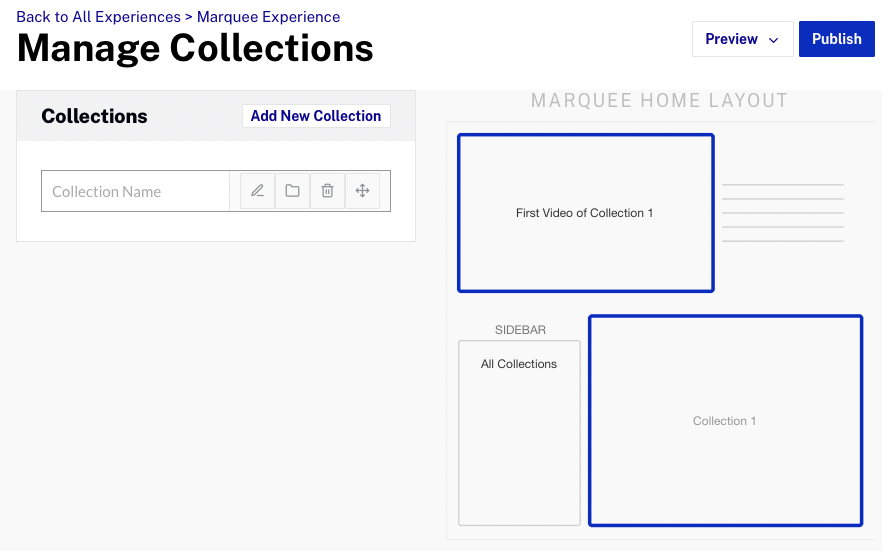 Back to All Experiences > Marquee Experience
Manage Collections
Preview
Publish
Collections
Add New Collection
Collection Name
MARQUEE HOME LAYOUT
First Video of Collection 1
SIDEBAR
All Collections
Collection 1